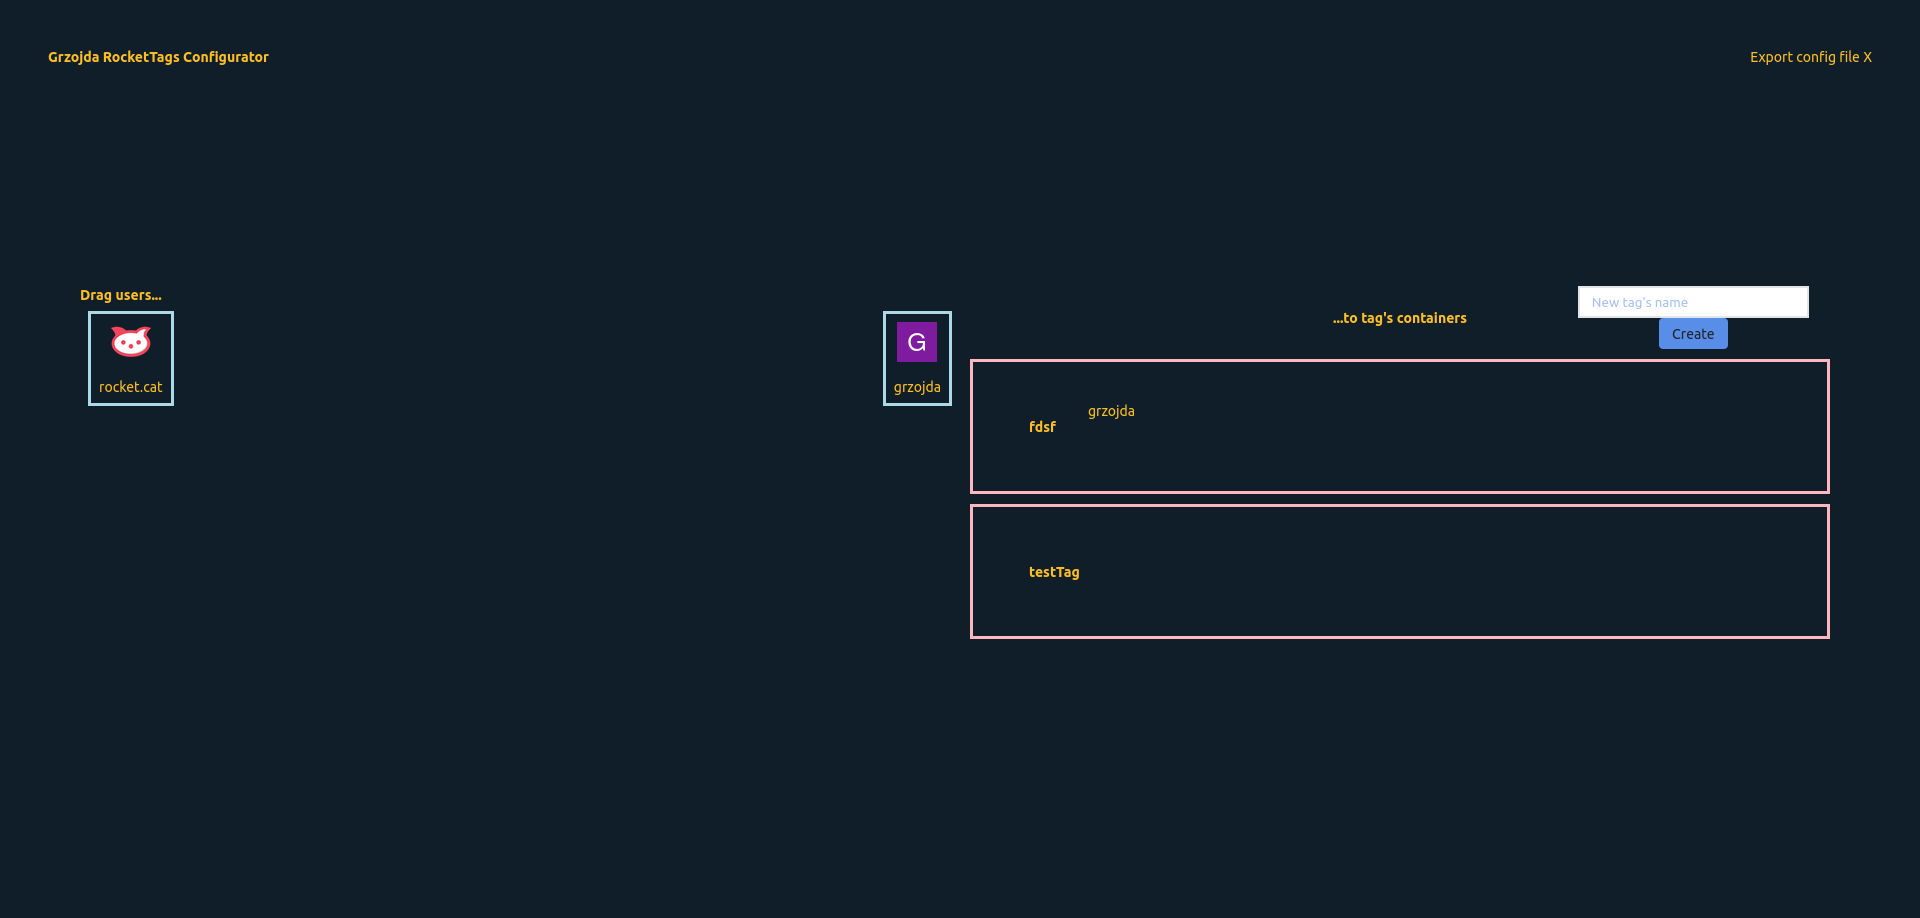 Grzojda RocketTags Configurator
Export config file X
Drag users...
rocket.cat
G
grzojda
...to tag's containers
New tag's name
Create
fdsf
grzojda
testTag